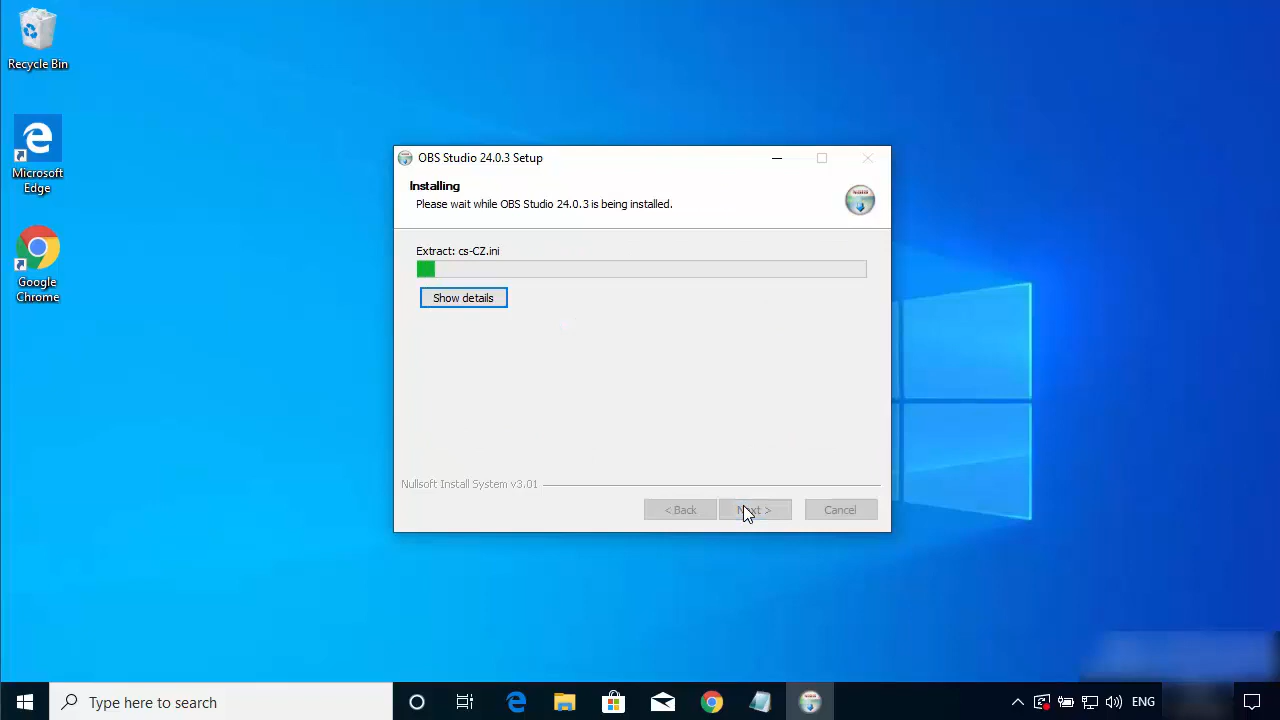 Recycle Bin
Microsoft
Edge
Google
Chrome
OBS Studio 24.0.3 Setup
Installing
Please wait while OBS Studio 24.0.3 is being installed.
Extract: cs-CZ.ini
Show details
Nullsoft Install System v3.01
< Back
Next >
Cancel
Type here to search
ENG